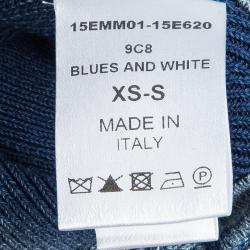 15EMM01-15E620
9C8
BLUES AND WHITE
XS-S
MADE IN
ITALY
P